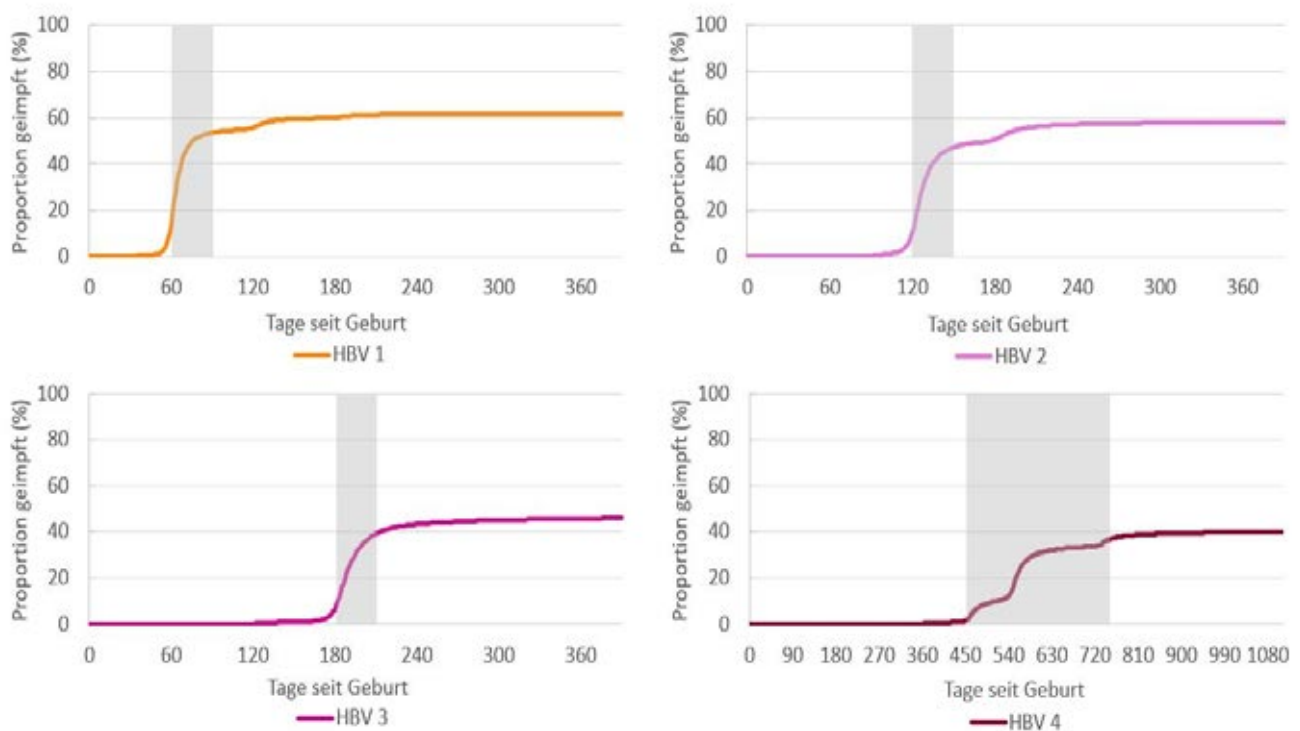 Proportion geimpft (%)
100
80
60
40
20
0
0 60 120 180 240 300 360
Tage seit Geburt
HBV 1
Proportion geimpft (%)
100
80
60
40
20
0
0 60 120 180 240 300 360
Tage seit Geburt
HBV 2
Proportion geimpft (%)
100
80
60
40
20
0
0 60 120 180 240 300 360
Tage seit Geburt
HBV 3
Proportion geimpft (%)
100
80
60
40
20
0
0 90 180 270 360 450 540 630 720 810 900 990 1080
Tage seit Geburt
HBV 4